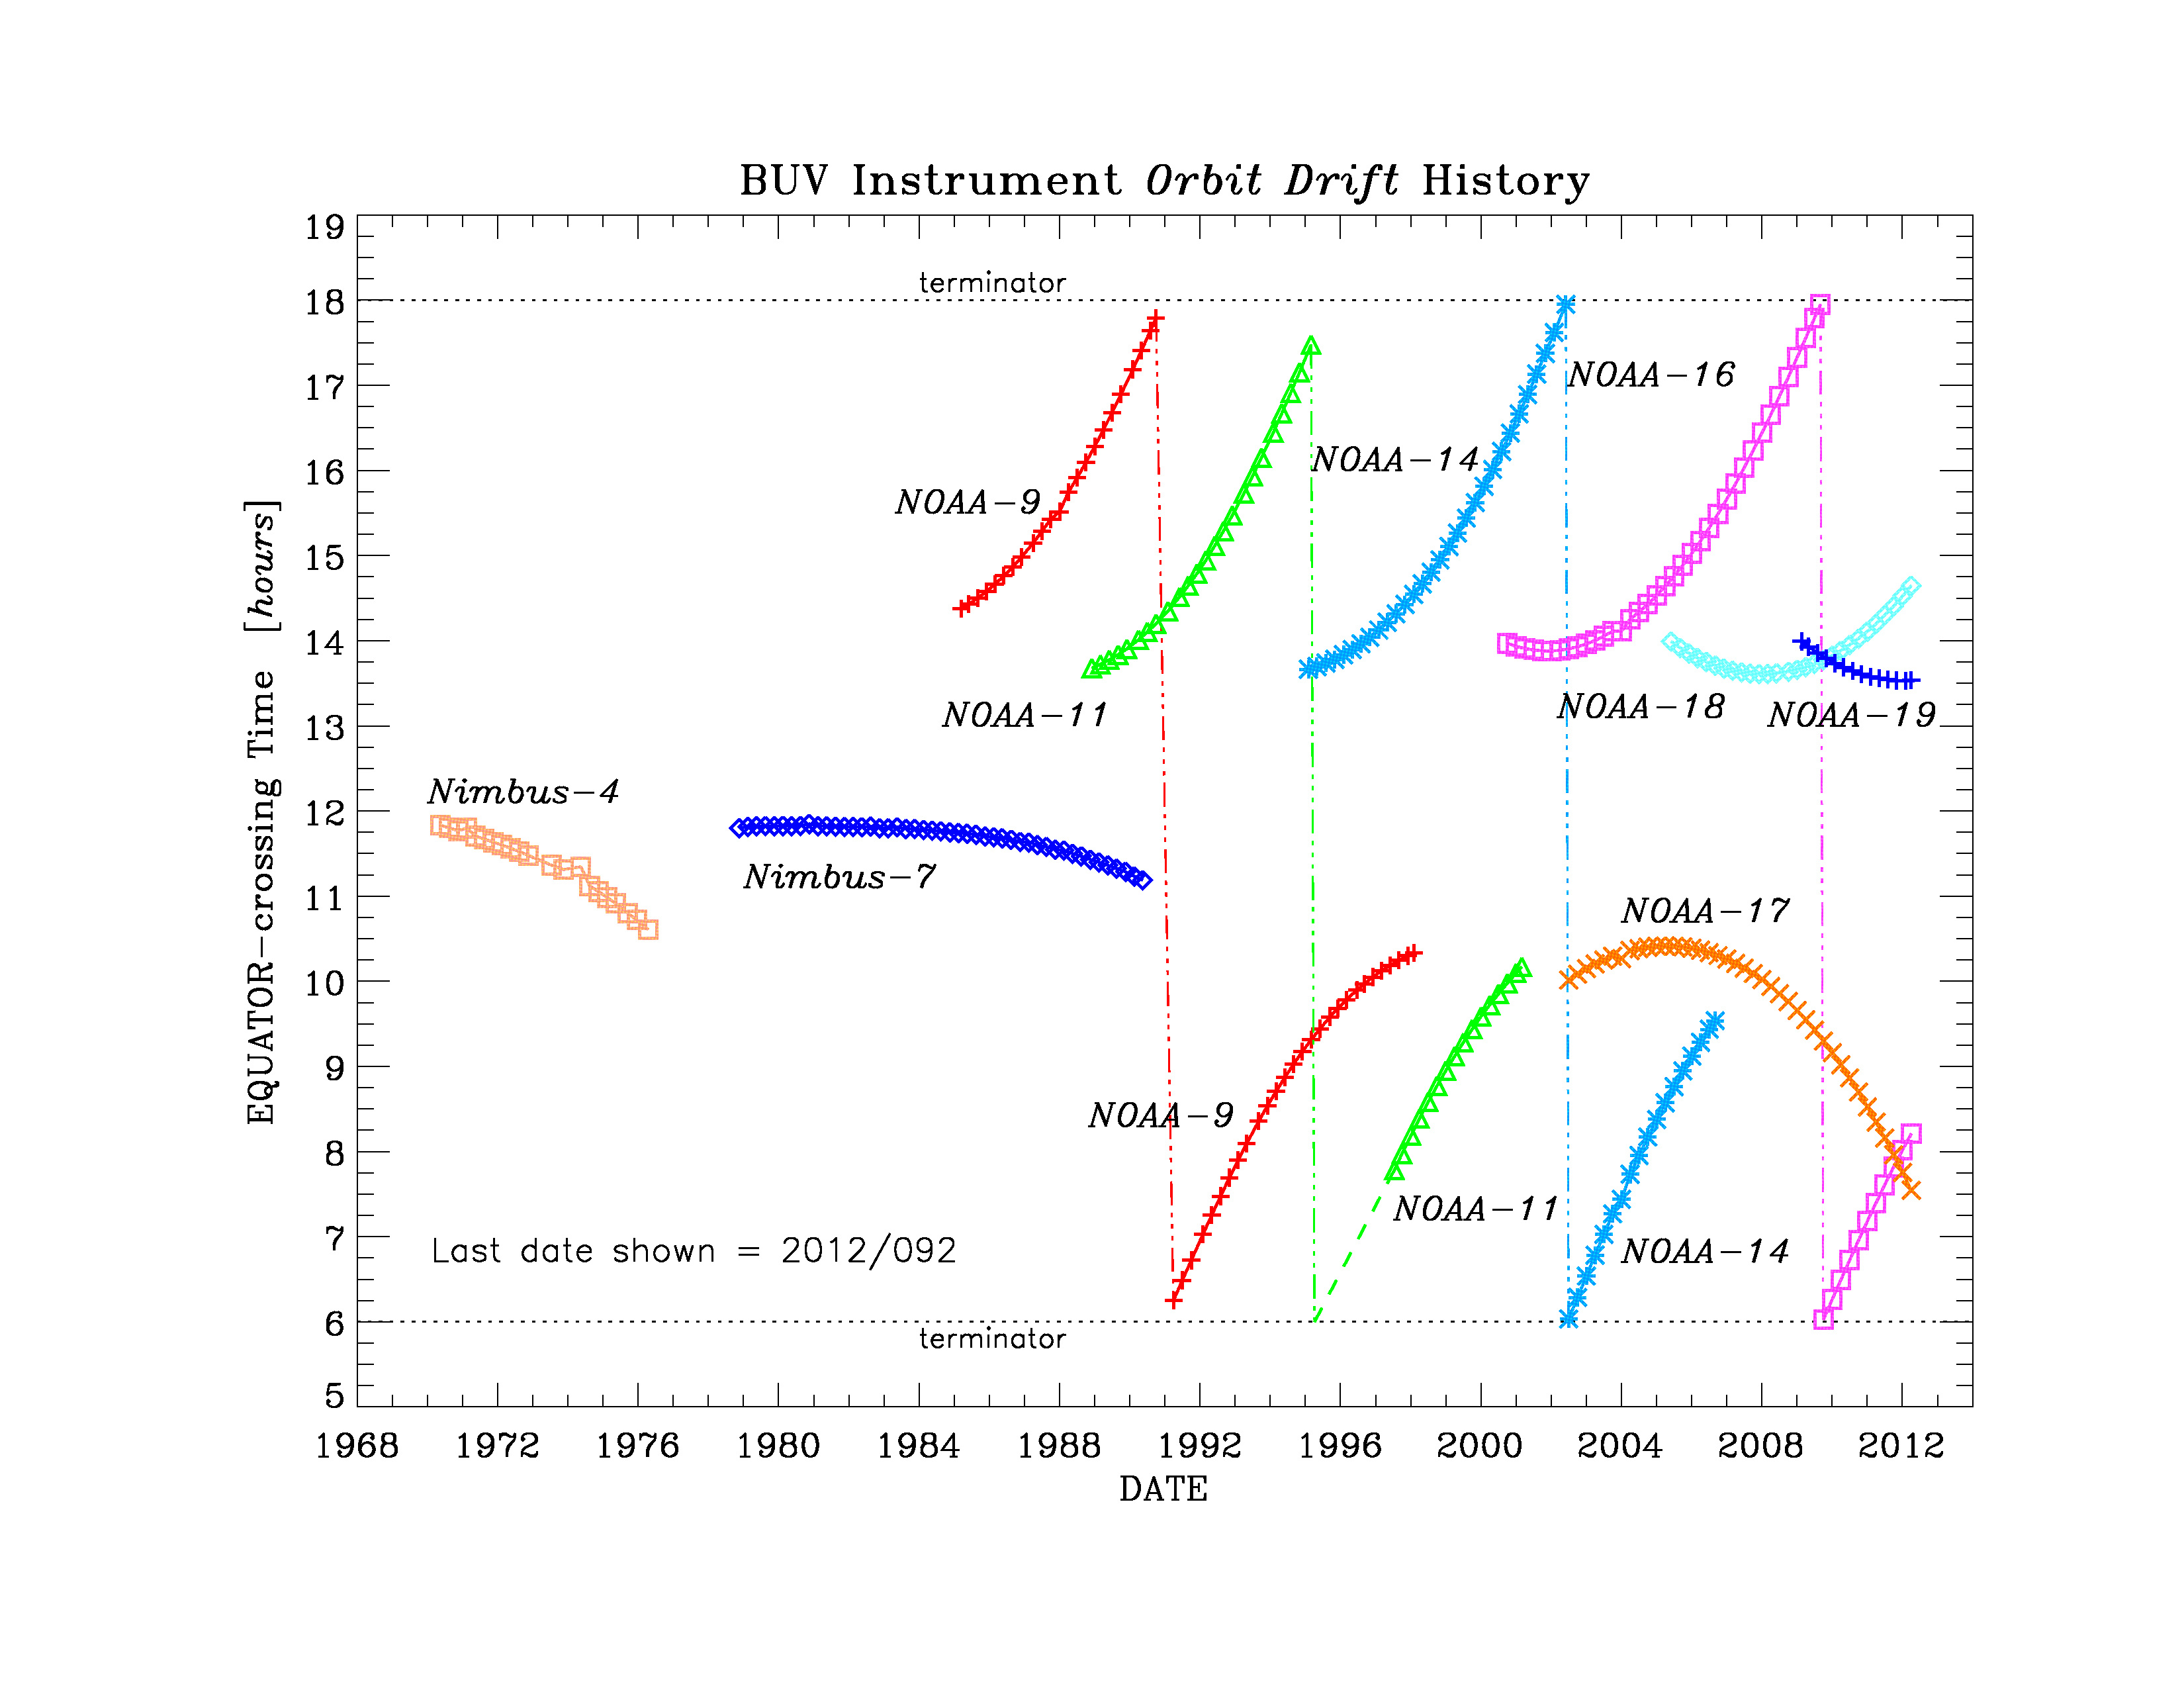 BUV Instrument Orbit Drift History
19
terminator
18
NOAA-16
17
NOAA-14
16
NOAA-9
15
14
NOAA-18
NOAA-11
NOAA-19
13
Nimbus-4
12
Nimbus-7
11
NOAA-17
10
9
NOAA-9
8
NOAA-11
7
Last date shown = 2012/092
NOAA-14
6
terminator
5
EQUATOR-crossing Time [hours]
1968 1972 1976 1980 1984 1988 1992 1996 2000 2004 2008 2012
DATE